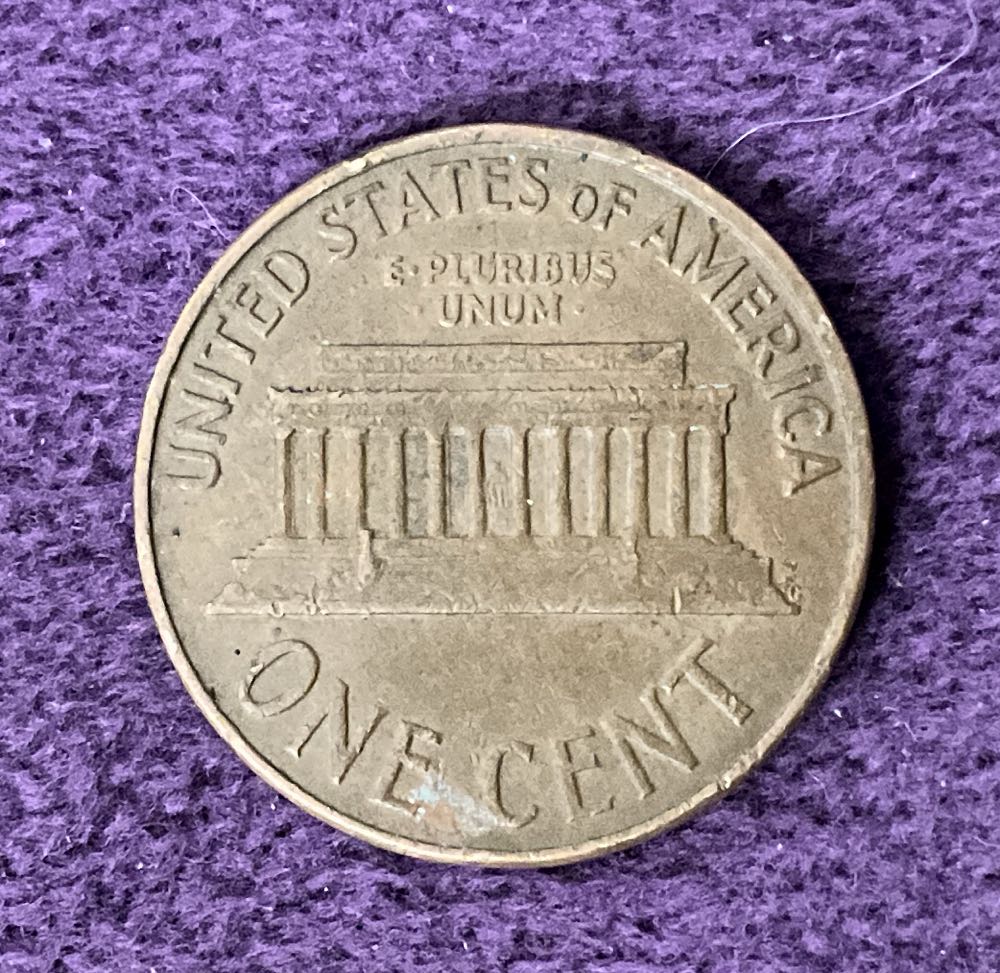 UNITED STATES OF AMERICA
E·PLURIBUS
·UNUM·
ONE CENT